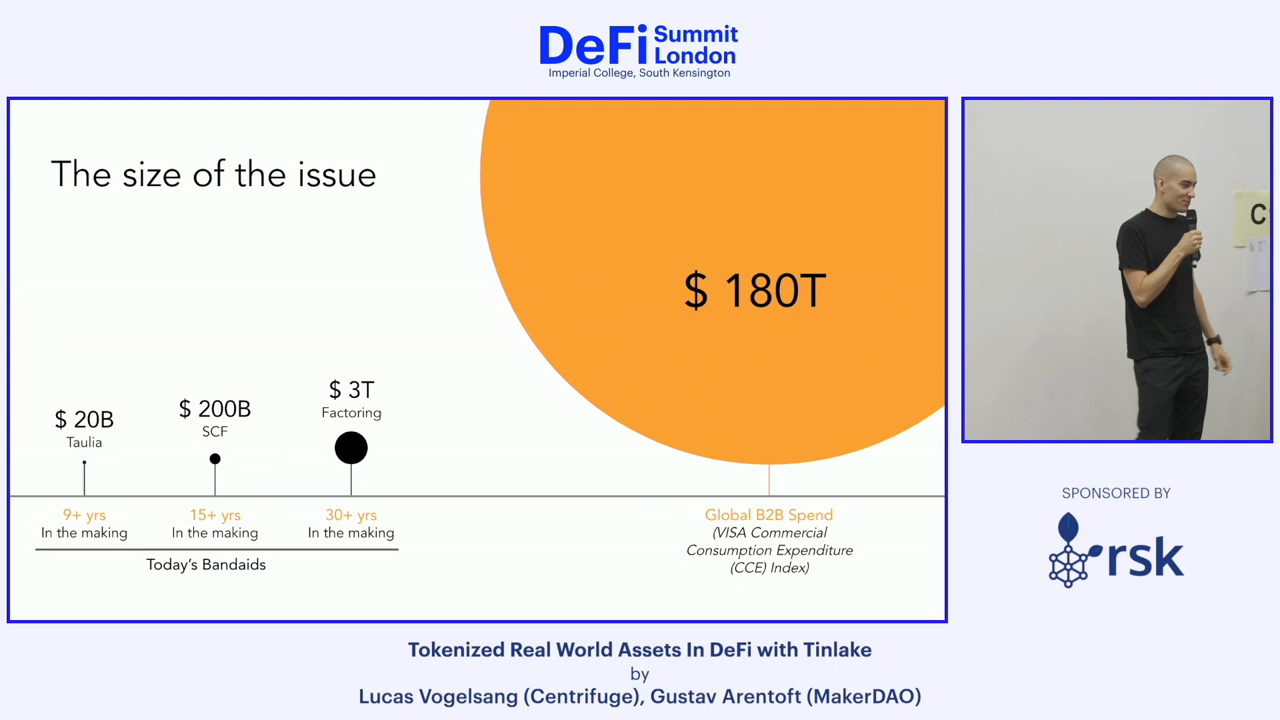 DeFi Summit London
Imperial College, South Kensington
The size of the issue
$ 180T
$ 20B
Taulia
$ 200B
SCF
$ 3T
Factoring
9+ yrs
In the making
15+ yrs
In the making
30+ yrs
In the making
Today's Bandaids
Global B2B Spend
(VISA Commercial
Consumption Expenditure
(CCE) Index)
C
SPONSORED BY
rsk
Tokenized Real World Assets In DeFi with Tinlake
by
Lucas Vogelsang (Centrifuge), Gustav Arentoft (MakerDAO)